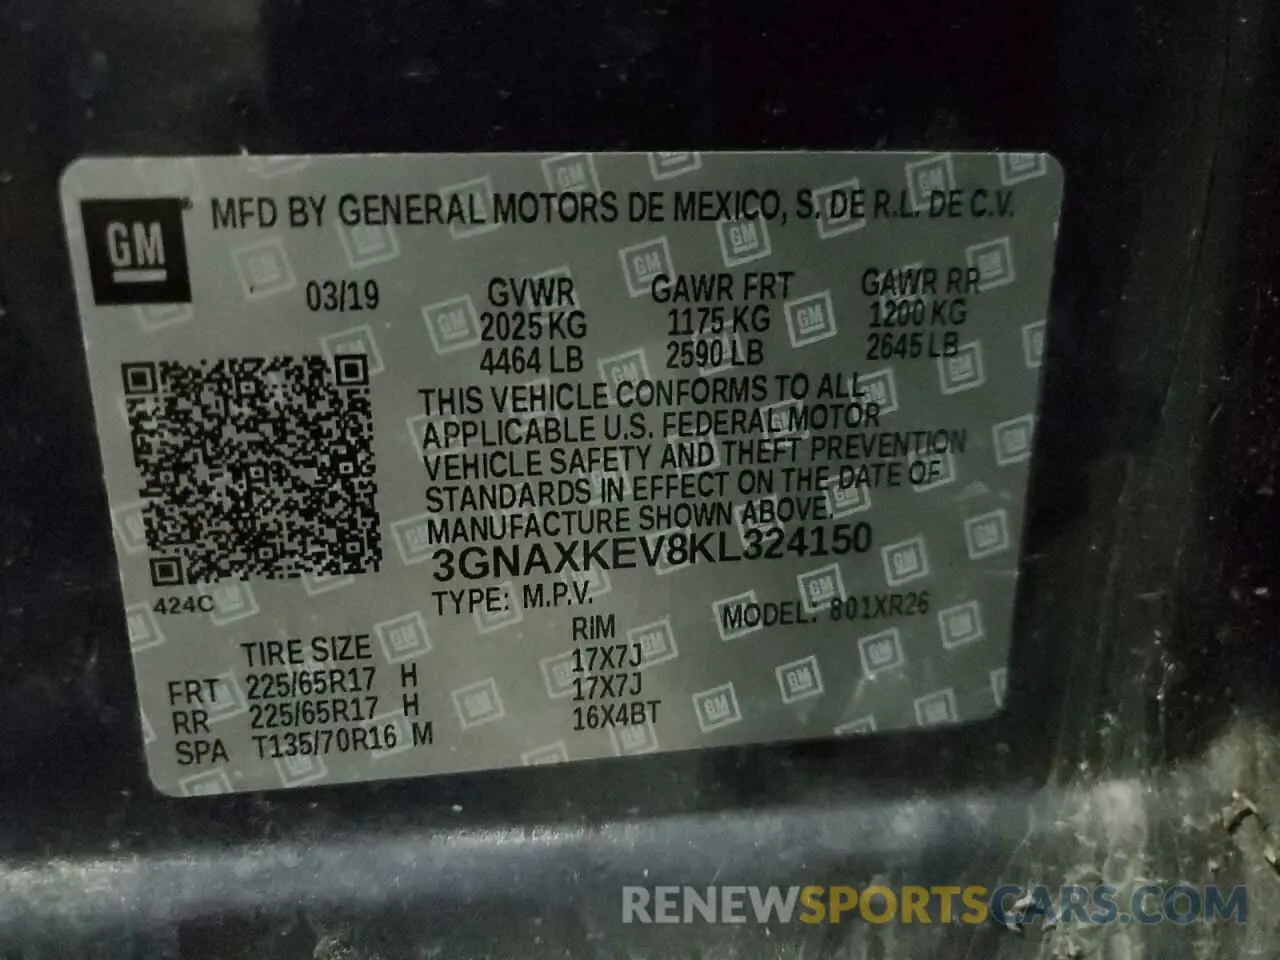 GM® MFD BY GENERAL MOTORS DE MEXICO, S. DE R.L. DE C.V.
03/19
GVWR GAWR FRT GAWR RR
2025 KG 1175 KG 1200 KG
4464 LB 2590 LB 2645 LB
THIS VEHICLE CONFORMS TO ALL
APPLICABLE U.S. FEDERAL MOTOR
VEHICLE SAFETY AND THEFT PREVENTION
STANDARDS IN EFFECT ON THE DATE OF
MANUFACTURE SHOWN ABOVE.
3GNAXKEV8KL324150
424C
TYPE: M.P.V. MODEL: 801XR26
TIRE SIZE RIM
FRT 225/65R17 H 17X7J
RR 225/65R17 H 17X7J
SPA T135/70R16 M 16X4BT
RENEWSPORTSCARS.COM